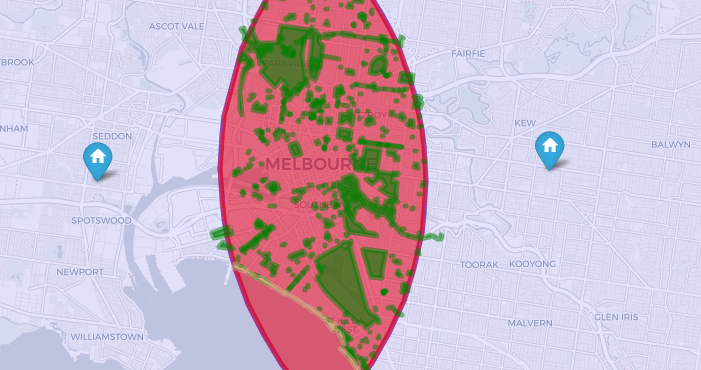 ASCOT VALE
FAIRFIE
BROOK
NHAM
SEDDON
KEW
BALWYN
MELBOURNE
SPOTSWOOD
TOORAK
KOOYONG
NEWPORT
WILLIAMSTOWN
MALVERN
GLEN IRIS